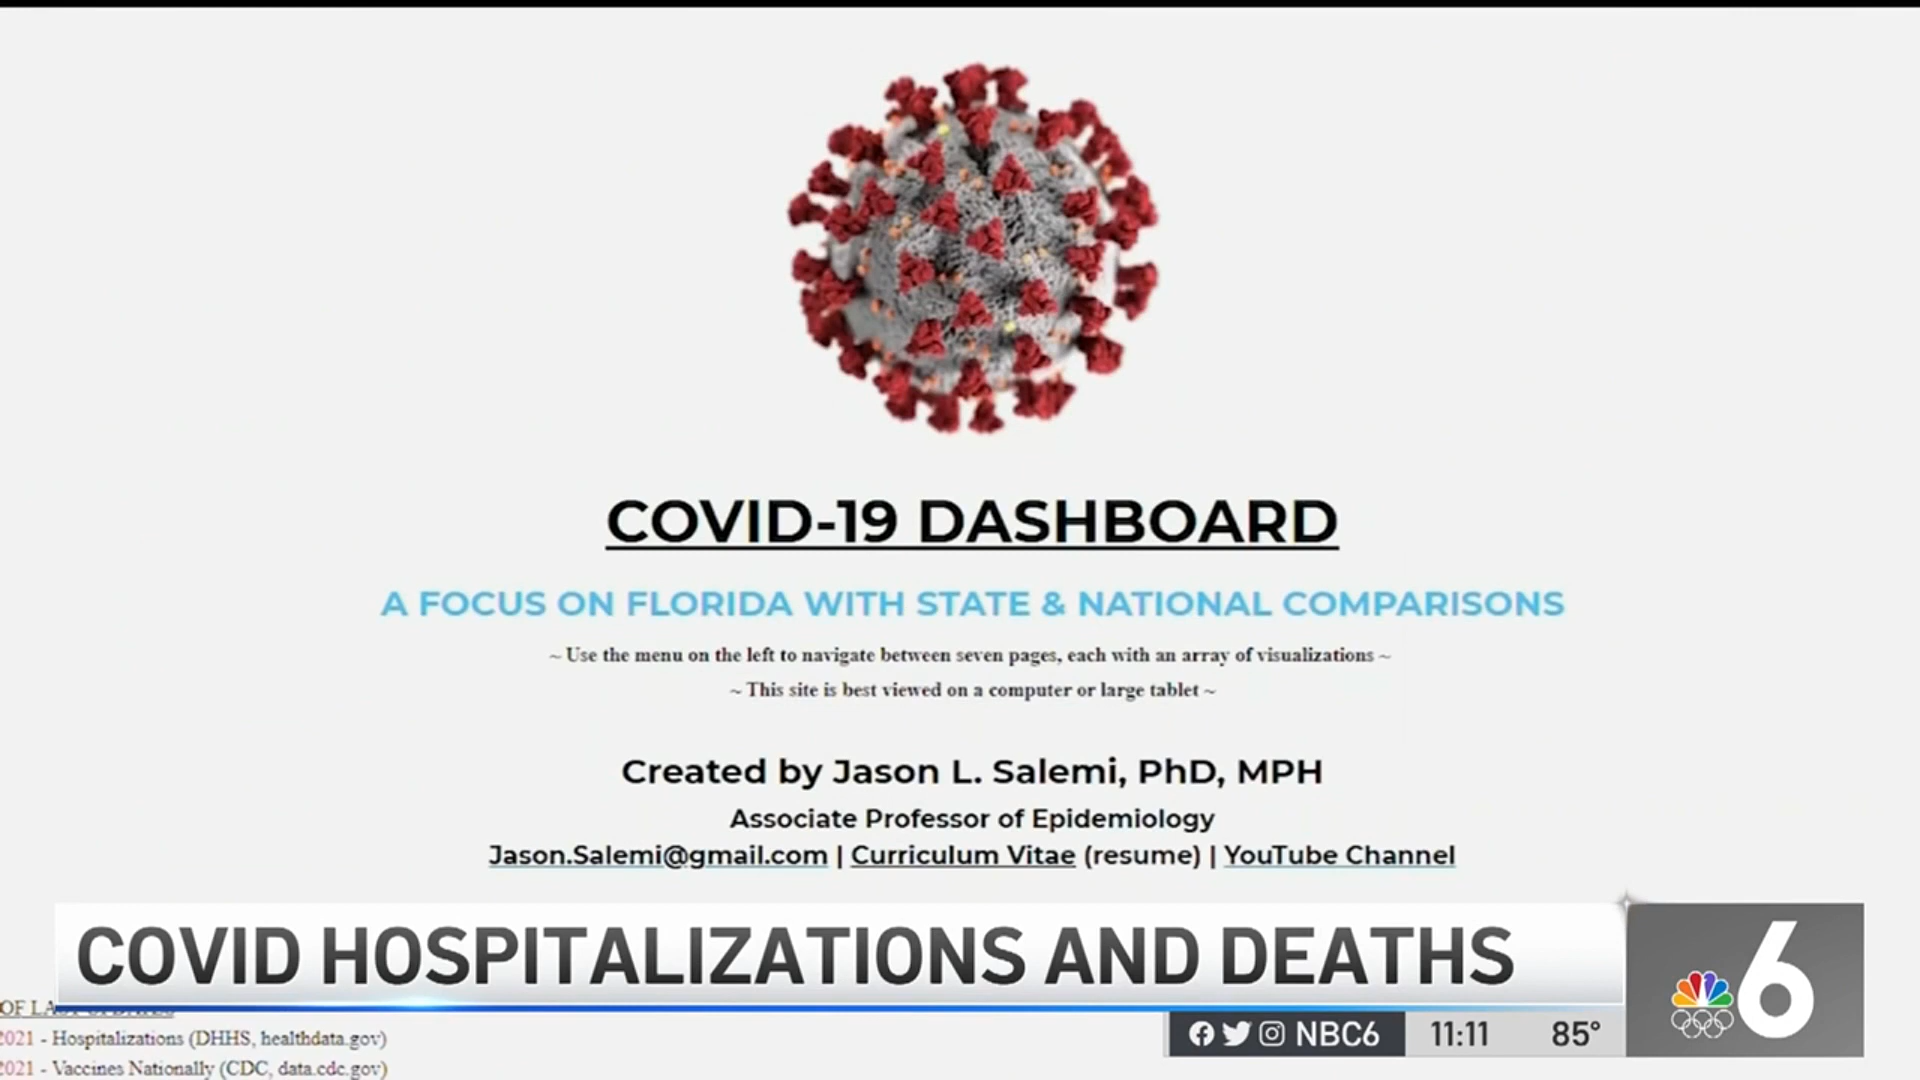 COVID-19 DASHBOARD
A FOCUS ON FLORIDA WITH STATE & NATIONAL COMPARISONS
~ Use the menu on the left to navigate between seven pages, each with an array of visualizations ~
~ This site is best viewed on a computer or large tablet ~
Created by Jason L. Salemi, PhD, MPH
Associate Professor of Epidemiology
Jason.Salemi@gmail.com | Curriculum Vitae (resume) | YouTube Channel
COVID HOSPITALIZATIONS AND DEATHS
6
OF
2021 - Hospitalizations (DHHS, healthdata.gov)
2021 - Vaccines Nationally (CDC, data.cdc.gov)
NBC6 11:11 85°